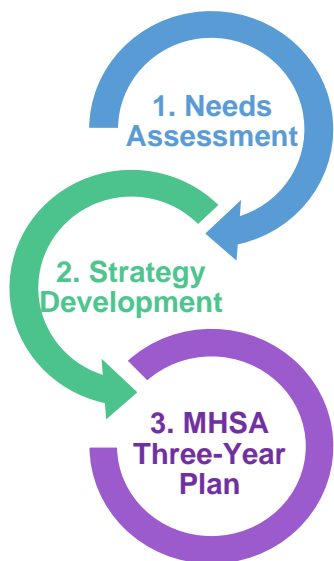 1. Needs
Assessment
2. Strategy
Development
3. MHSA
Three-Year
Plan